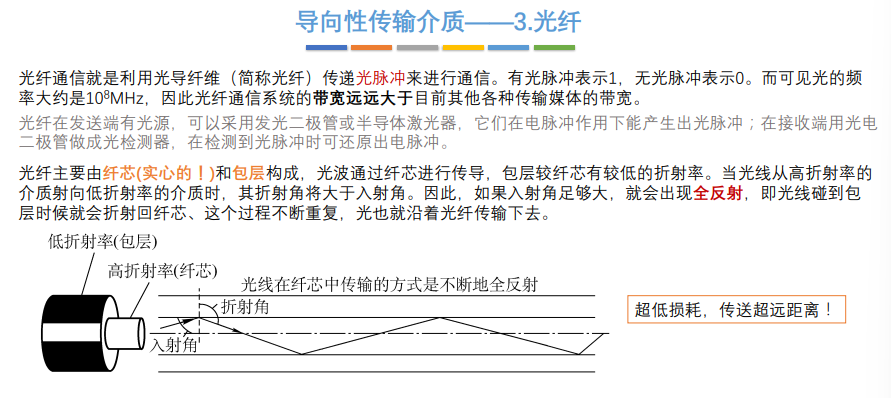 导向性传输介质——3.光纤
光纤通信就是利用光导纤维（简称光纤）传递光脉冲来进行通信。有光脉冲表示1，无光脉冲表示0。而可见光的频
率大约是10⁸MHz，因此光纤通信系统的带宽远远大于目前其他各种传输媒体的带宽。
光纤在发送端有光源，可以采用发光二极管或半导体激光器，它们在电脉冲作用下能产生出光脉冲；在接收端用光电
二极管做成光检测器，在检测到光脉冲时可还原出电脉冲。
光纤主要由纤芯(实心的！)和包层构成，光波通过纤芯进行传导，包层较纤芯有较低的折射率。当光线从高折射率的
介质射向低折射率的介质时，其折射角将大于入射角。因此，如果入射角足够大，就会出现全反射，即光线碰到包
层时候就会折射回纤芯、这个过程不断重复，光也就沿着光纤传输下去。
低折射率(包层)
高折射率(纤芯)
光线在纤芯中传输的方式是不断地全反射
折射角
入射角
超低损耗，传送超远距离！